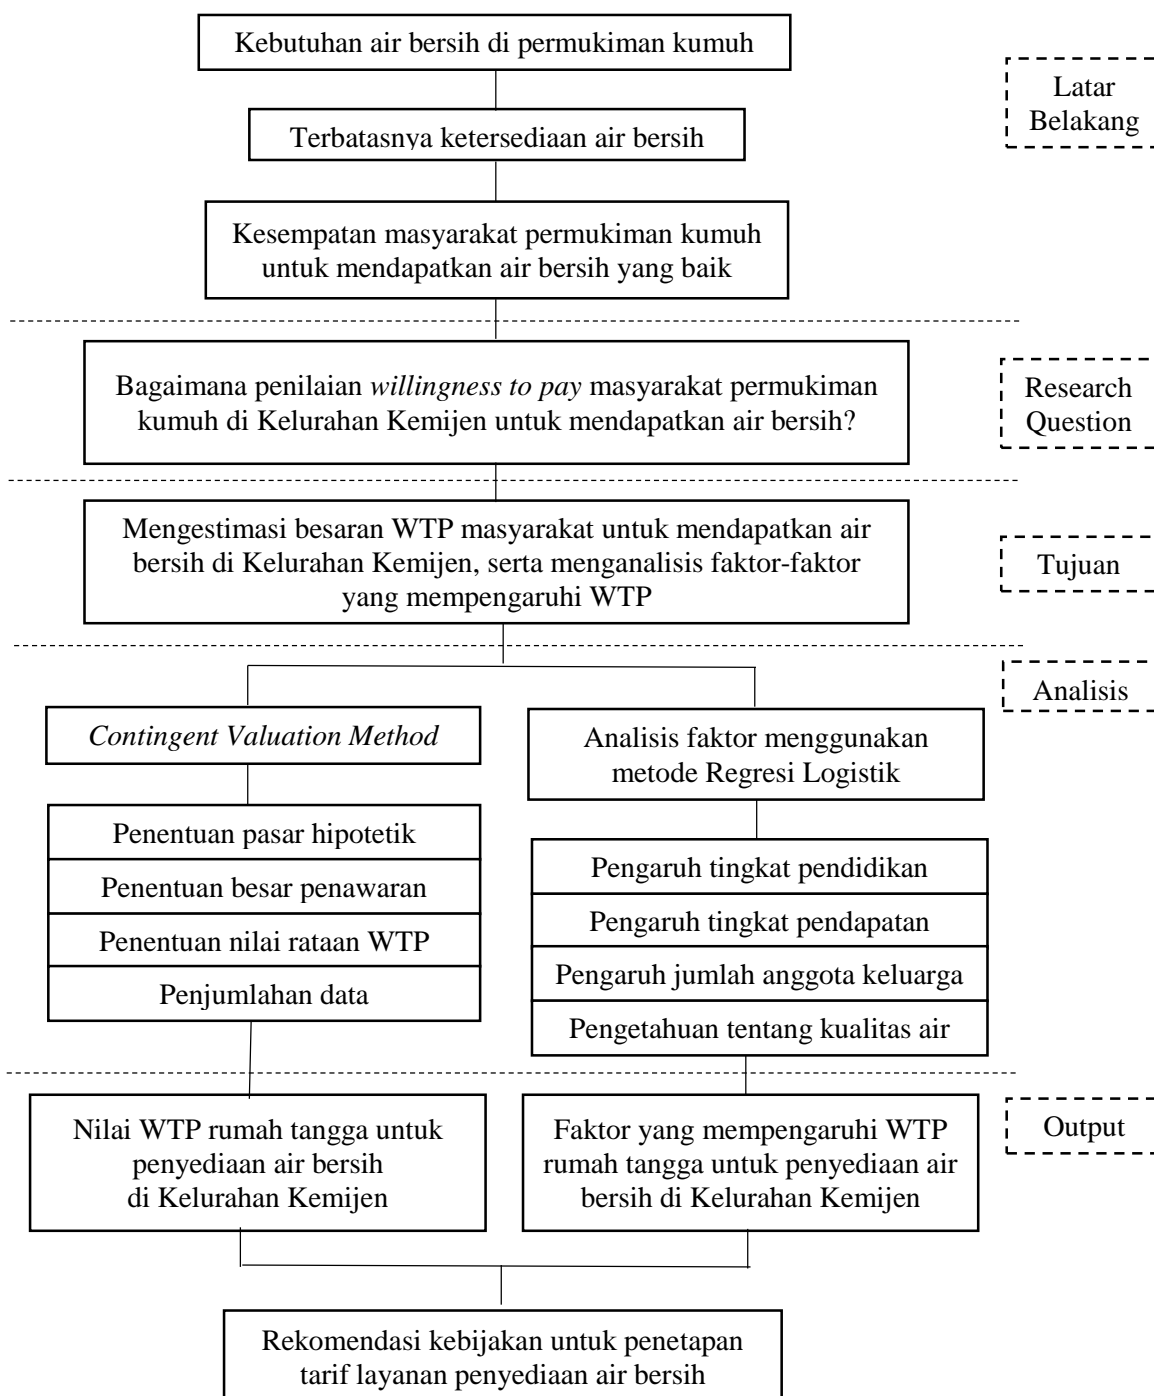 Kebutuhan air bersih di permukiman kumuh
Latar
Belakang
Terbatasnya ketersediaan air bersih
Kesempatan masyarakat permukiman kumuh
untuk mendapatkan air bersih yang baik
Bagaimana penilaian willingness to pay masyarakat permukiman
kumuh di Kelurahan Kemijen untuk mendapatkan air bersih?
Research
Question
Mengestimasi besaran WTP masyarakat untuk mendapatkan air
bersih di Kelurahan Kemijen, serta menganalisis faktor-faktor
yang mempengaruhi WTP
Tujuan
Analisis
Contingent Valuation Method
Penentuan pasar hipotetik
Penentuan besar penawaran
Penentuan nilai rataan WTP
Penjumlahan data
Analisis faktor menggunakan
metode Regresi Logistik
Pengaruh tingkat pendidikan
Pengaruh tingkat pendapatan
Pengaruh jumlah anggota keluarga
Pengetahuan tentang kualitas air
Nilai WTP rumah tangga untuk
penyediaan air bersih
di Kelurahan Kemijen
Faktor yang mempengaruhi WTP
rumah tangga untuk penyediaan air
bersih di Kelurahan Kemijen
Output
Rekomendasi kebijakan untuk penetapan
tarif layanan penyediaan air bersih